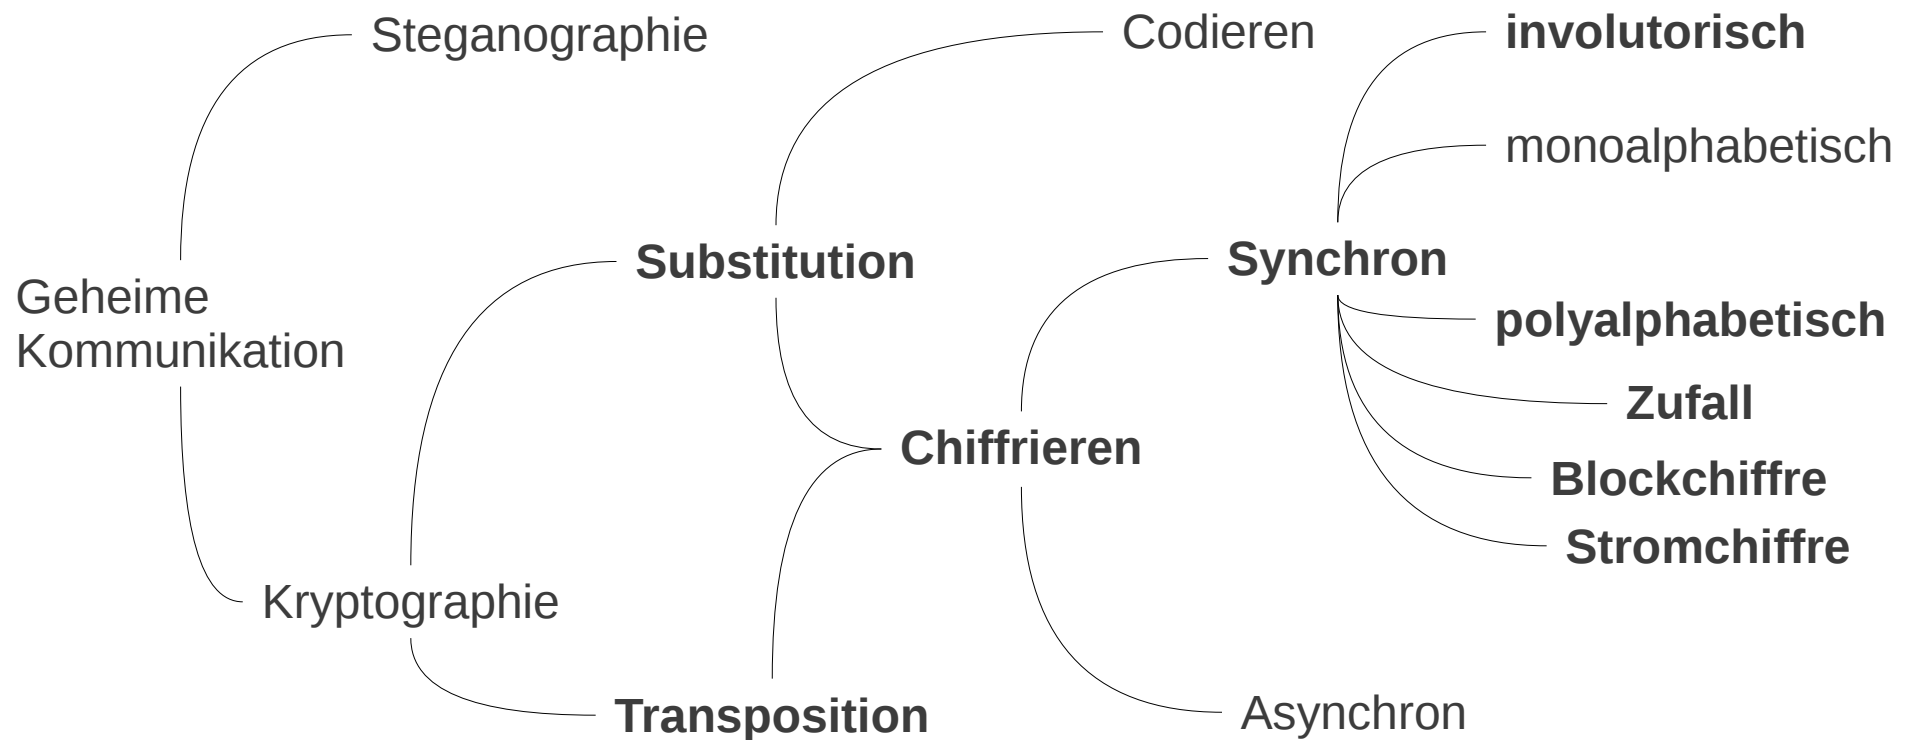 Steganographie
Codieren
involutorisch
monoalphabetisch
Substitution
Synchron
Geheime
Kommunikation
polyalphabetisch
Zufall
Chiffrieren
Blockchiffre
Stromchiffre
Kryptographie
Transposition
Asynchron